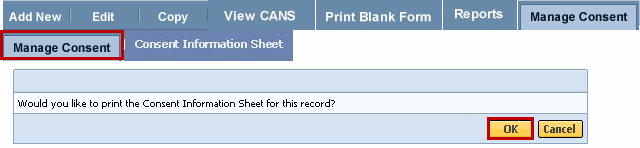 Add New Edit Copy View CANS Print Blank Form Reports Manage Consent
Manage Consent Consent Information Sheet
Would you like to print the Consent Information Sheet for this record?
OK Cancel